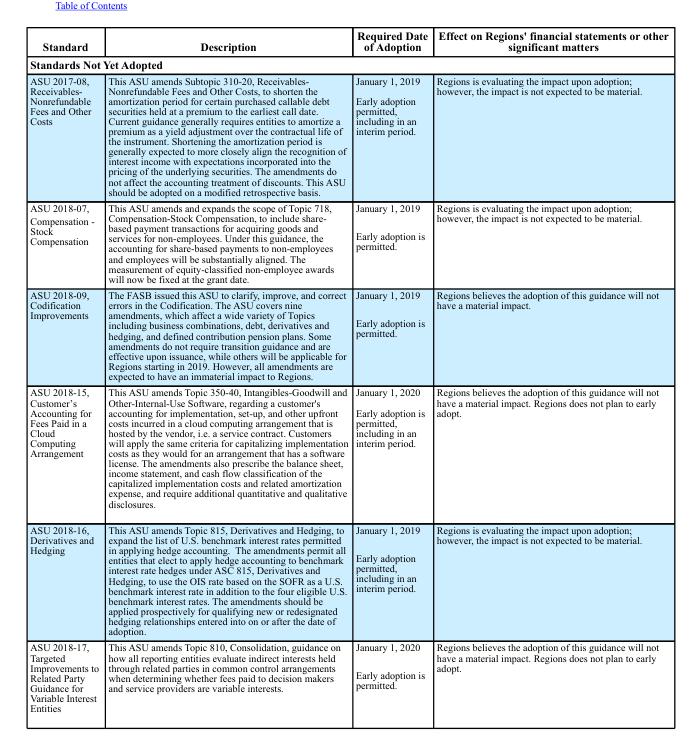 Table of Contents
Standard
Description
Required Date
of Adoption
Effect on Regions' financial statements or other
significant matters
Standards Not Yet Adopted
ASU 2017-08,
Receivables-
Nonrefundable
Fees and Other
Costs
This ASU amends Subtopic 310-20, Receivables-
Nonrefundable Fees and Other Costs, to shorten the
amortization period for certain purchased callable debt
securities held at a premium to the earliest call date.
Current guidance generally requires entities to amortize a
premium as a yield adjustment over the contractual life of
the instrument. Shortening the amortization period is
generally expected to more closely align the recognition of
interest income with expectations incorporated into the
pricing of the underlying securities. The amendments do
not affect the accounting treatment of discounts. This ASU
should be adopted on a modified retrospective basis.
January 1, 2019
Early adoption
permitted,
including in an
interim period.
Regions is evaluating the impact upon adoption;
however, the impact is not expected to be material.
ASU 2018-07,
Compensation -
Stock
Compensation
This ASU amends and expands the scope of Topic 718,
Compensation-Stock Compensation, to include share-
based payment transactions for acquiring goods and
services for non-employees. Under this guidance, the
accounting for share-based payments to non-employees
and employees will be substantially aligned. The
measurement of equity-classified non-employee awards
will now be fixed at the grant date.
January 1, 2019
Early adoption is
permitted.
Regions is evaluating the impact upon adoption;
however, the impact is not expected to be material.
ASU 2018-09,
Codification
Improvements
The FASB issued this ASU to clarify, improve, and correct
errors in the Codification. The ASU covers nine
amendments, which affect a wide variety of Topics
including business combinations, debt, derivatives and
hedging, and defined contribution pension plans. Some
amendments do not require transition guidance and are
effective upon issuance, while others will be applicable for
Regions starting in 2019. However, all amendments are
expected to have an immaterial impact to Regions.
January 1, 2019
Early adoption is
permitted.
Regions believes the adoption of this guidance will not
have a material impact.
ASU 2018-15,
Customer's
Accounting for
Fees Paid in a
Cloud
Computing
Arrangement
This ASU amends Topic 350-40, Intangibles-Goodwill and
Other-Internal-Use Software, regarding a customer's
accounting for implementation, set-up, and other upfront
costs incurred in a cloud computing arrangement that is
hosted by the vendor, i.e. a service contract. Customers
will apply the same criteria for capitalizing implementation
costs as they would for an arrangement that has a software
license. The amendments also prescribe the balance sheet,
income statement, and cash flow classification of the
capitalized implementation costs and related amortization
expense, and require additional quantitative and qualitative
disclosures.
January 1, 2020
Early adoption is
permitted,
including in an
interim period.
Regions believes the adoption of this guidance will not
have a material impact. Regions does not plan to early
adopt.
ASU 2018-16,
Derivatives and
Hedging
This ASU amends Topic 815, Derivatives and Hedging, to
expand the list of U.S. benchmark interest rates permitted
in applying hedge accounting. The amendments permit all
entities that elect to apply hedge accounting to benchmark
interest rate hedges under ASC 815, Derivatives and
Hedging, to use the OIS rate based on the SOFR as a U.S.
benchmark interest rate in addition to the four eligible U.S.
benchmark interest rates. The amendments should be
applied prospectively for qualifying new or redesignated
hedging relationships entered into on or after the date of
adoption.
January 1, 2019
Early adoption
permitted,
including in an
interim period.
Regions is evaluating the impact upon adoption;
however, the impact is not expected to be material.
ASU 2018-17,
Targeted
Improvements to
Related Party
Guidance for
Variable Interest
Entities
This ASU amends Topic 810, Consolidation, guidance on
how all reporting entities evaluate indirect interests held
through related parties in common control arrangements
when determining whether fees paid to decision makers
and service providers are variable interests.
January 1, 2020
Early adoption is
permitted.
Regions believes the adoption of this guidance will not
have a material impact. Regions does not plan to early
adopt.